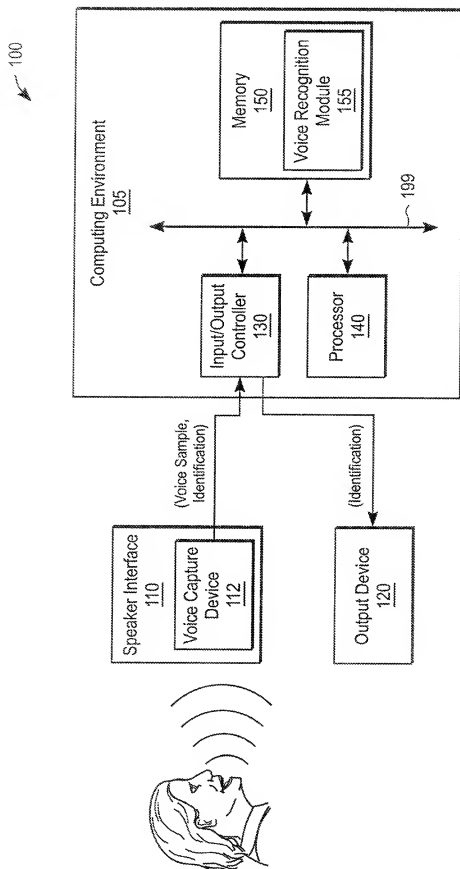 100
Computing Environment
105
Memory
150
Voice Recognition
Module
155
199
Input/Output
Controller
130
Processor
140
(Voice Sample,
Identification)
(Identification)
Speaker Interface
110
Voice Capture
Device
112
Output Device
120